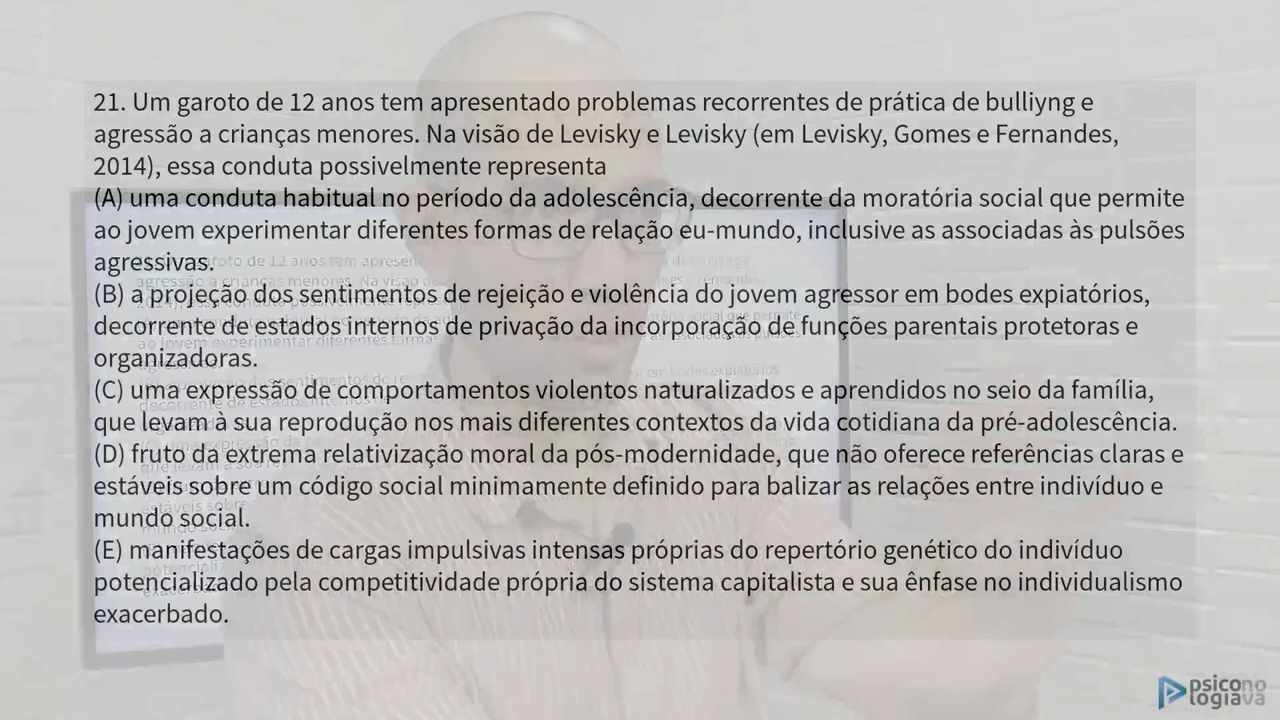 21. Um garoto de 12 anos tem apresentado problemas recorrentes de prática de bulliyng e
agressão a crianças menores. Na visão de Levisky e Levisky (em Levisky, Gomes e Fernandes,
2014), essa conduta possivelmente representa
(A) uma conduta habitual no período da adolescência, decorrente da moratória social que permite
ao jovem experimentar diferentes formas de relação eu-mundo, inclusive as associadas às pulsões
agressivas.
(B) a projeção dos sentimentos de rejeição e violência do jovem agressor em bodes expiatórios,
decorrente de estados internos de privação da incorporação de funções parentais protetoras e
organizadoras.
(C) uma expressão de comportamentos violentos naturalizados e aprendidos no seio da família,
que levam à sua reprodução nos mais diferentes contextos da vida cotidiana da pré-adolescência.
(D) fruto da extrema relativização moral da pós-modernidade, que não oferece referências claras e
estáveis sobre um código social minimamente definido para balizar as relações entre indivíduo e
mundo social.
(E) manifestações de cargas impulsivas intensas próprias do repertório genético do indivíduo
potencializado pela competitividade própria do sistema capitalista e sua ênfase no individualismo
exacerbado.
psicono
logiava